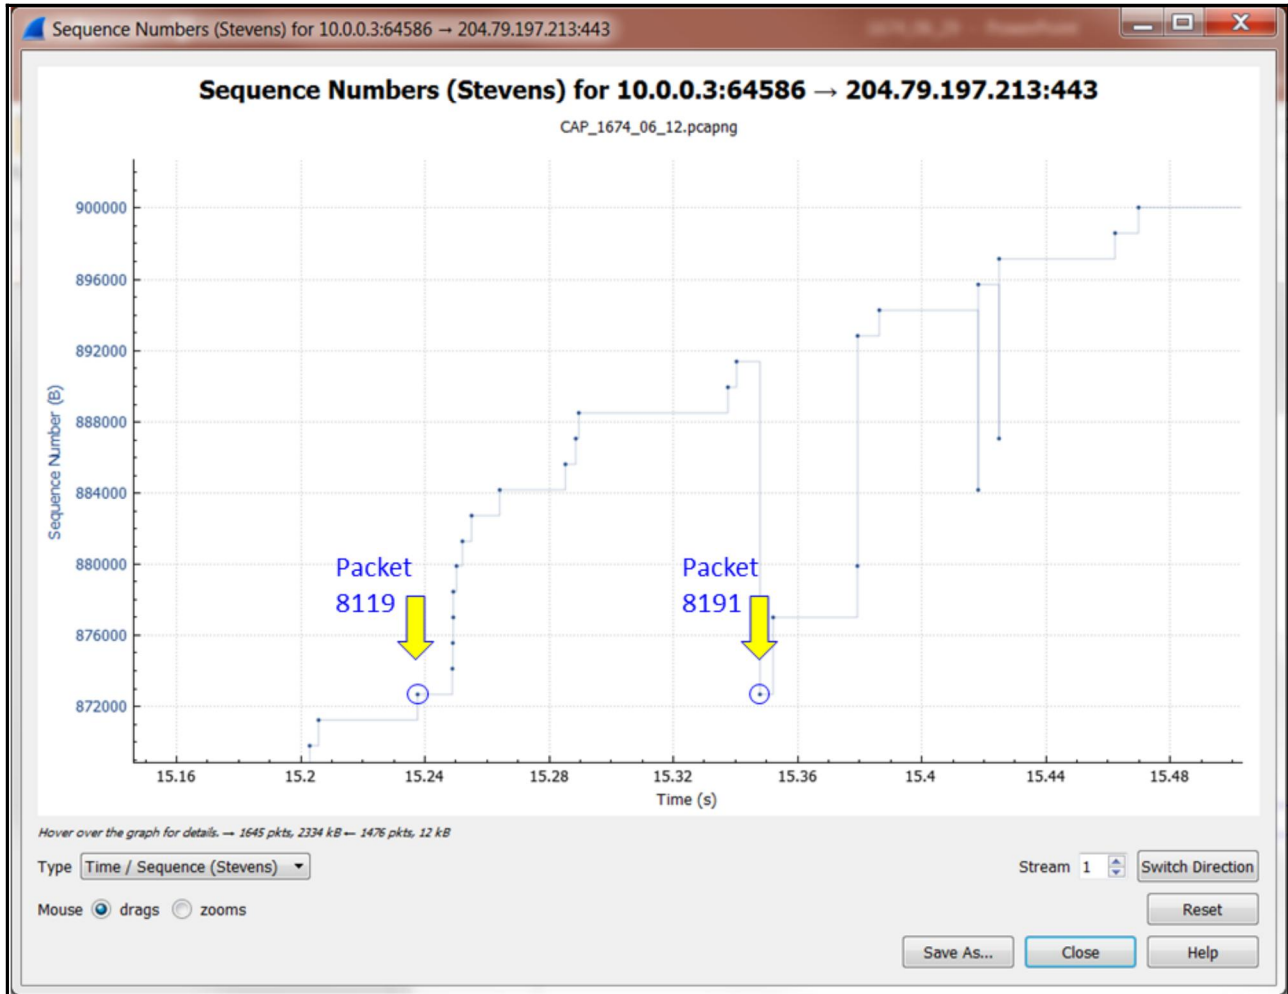 Sequence Numbers (Stevens) for 10.0.0.3:64586 → 204.79.197.213:443
Sequence Numbers (Stevens) for 10.0.0.3:64586 → 204.79.197.213:443
CAP_1674_06_12.pcapng
Sequence Number (B)
900000
896000
892000
888000
884000
880000
876000
872000
Packet
8119
Packet
8191
15.16 15.2 15.24 15.28 15.32 15.36 15.4 15.44 15.48
Time (s)
Hover over the graph for details. → 1645 pkts, 2334 kB ← 1476 pkts, 12 kB
Type Time / Sequence (Stevens) Stream 1 Switch Direction
Mouse drags zooms Reset
Save As... Close Help